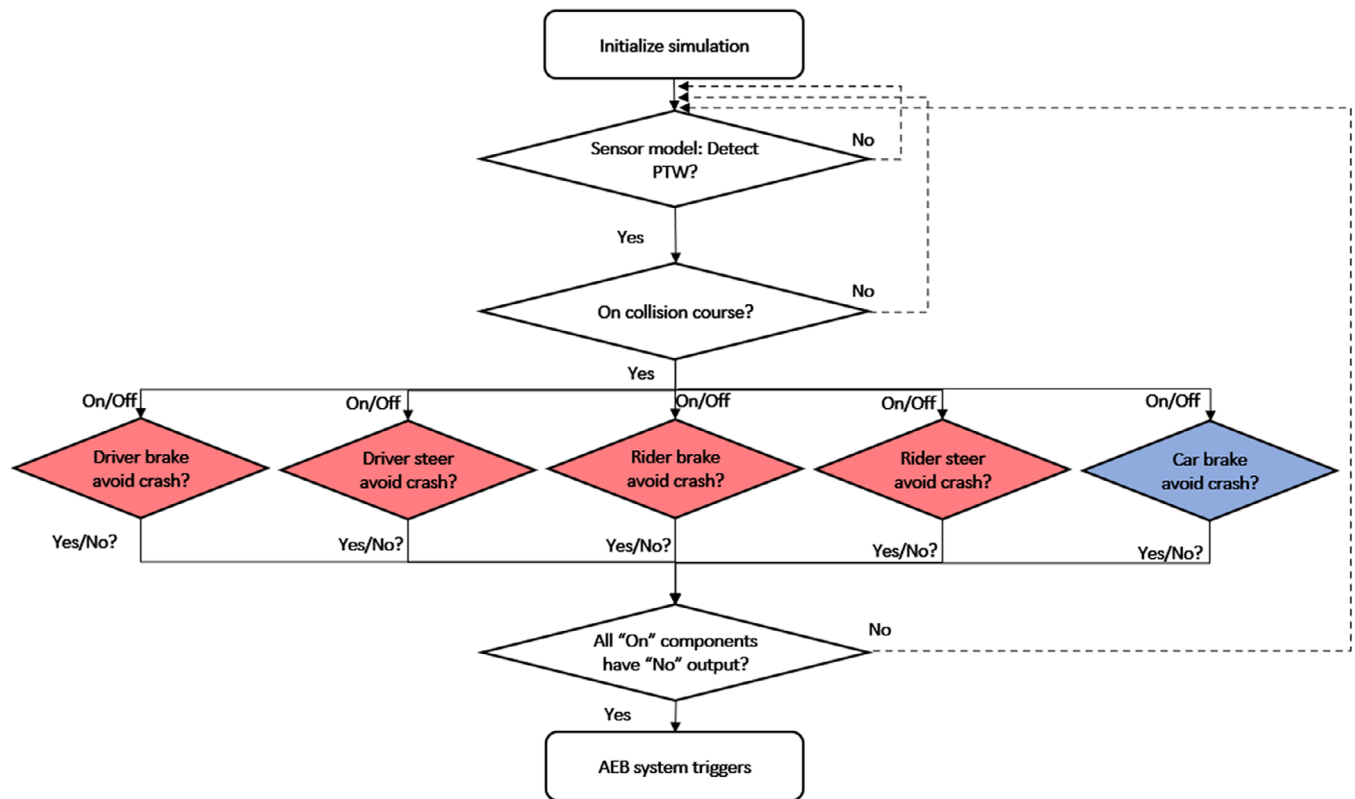 Initialize simulation
No
Sensor model: Detect
PTW?
Yes
No
On collision course?
Yes
On/Off
On/Off
On/Off
On/Off
On/Off
Driver brake
avoid crash?
Driver steer
avoid crash?
Rider brake
avoid crash?
Rider steer
avoid crash?
Car brake
avoid crash?
Yes/No?
Yes/No?
Yes/No?
Yes/No?
Yes/No?
All “On” components
have “No” output?
No
Yes
AEB system triggers